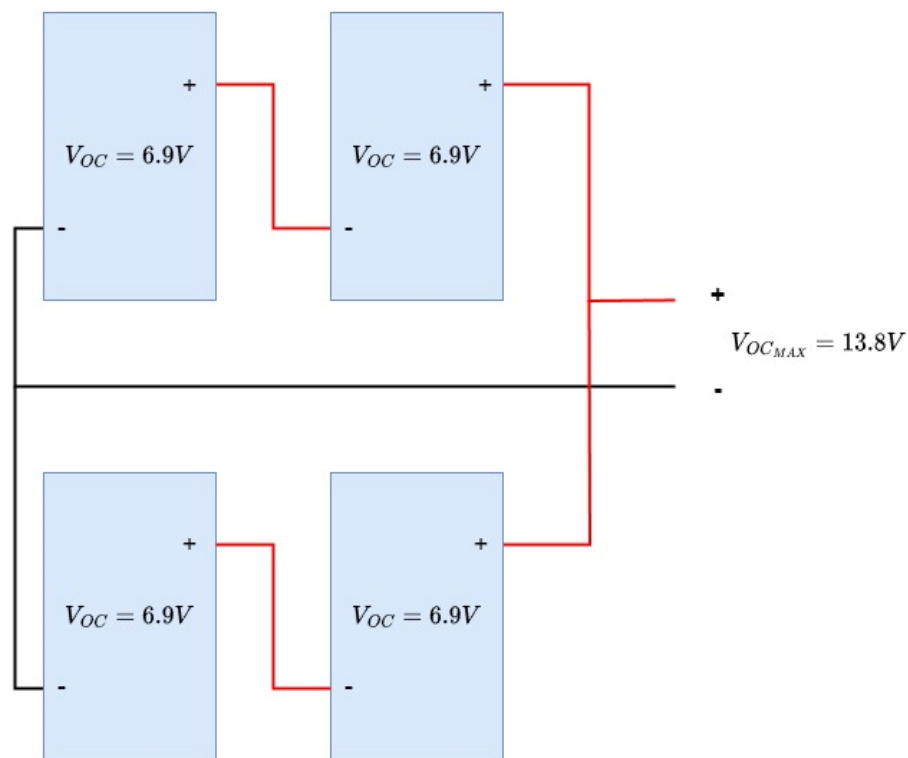 + +
V_OC = 6.9V V_OC = 6.9V
- -
+
V_OC_MAX = 13.8V
-
+ +
V_OC = 6.9V V_OC = 6.9V
- -